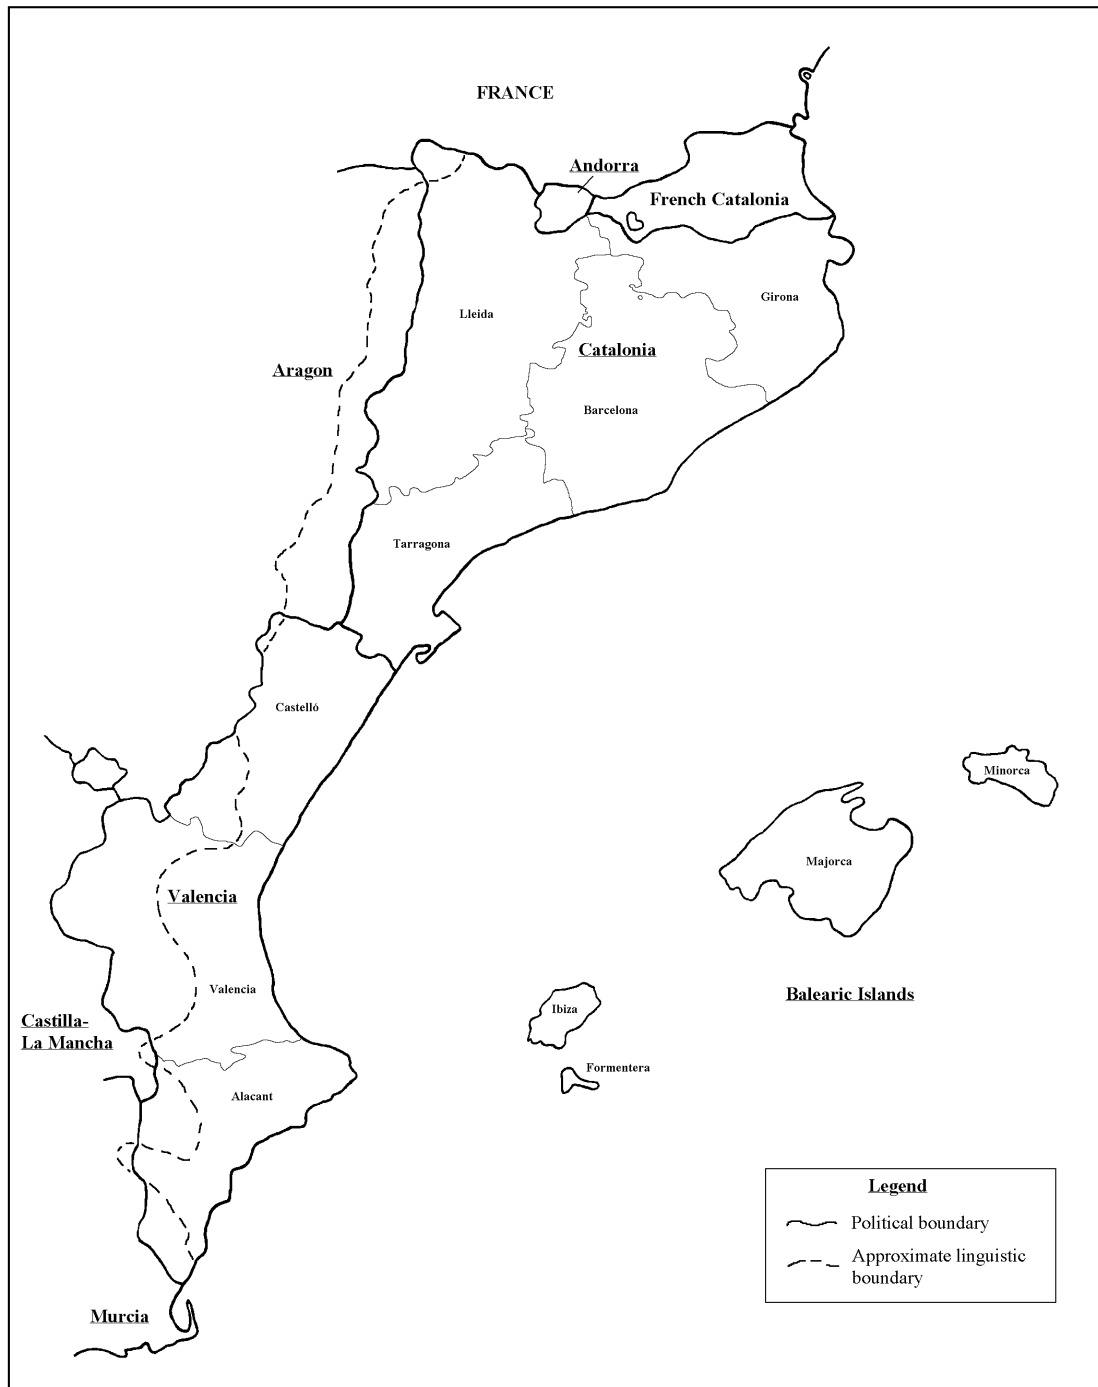 FRANCE
Andorra
French Catalonia
Girona
Lleida
Catalonia
Aragon
Barcelona
Tarragona
Castelló
Minorca
Majorca
Valencia
Valencia
Balearic Islands
Ibiza
Castilla-
La Mancha
Formentera
Alacant
Legend
Political boundary
Approximate linguistic
boundary
Murcia